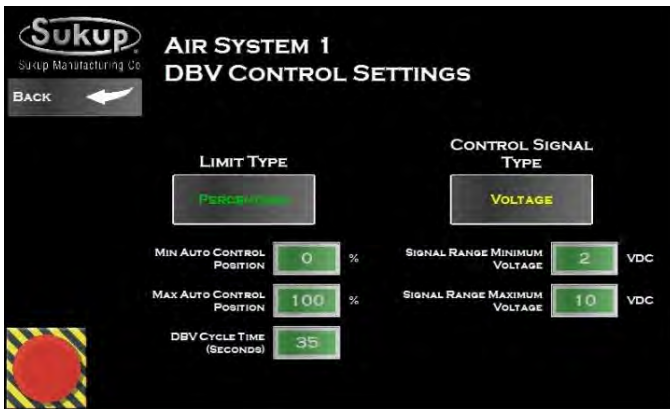 Sukup
Sukup Manufacturing Co.
BACK
AIR SYSTEM 1
DBV CONTROL SETTINGS
LIMIT TYPE
PERCENTAGE
MIN AUTO CONTROL
POSITION
0 %
MAX AUTO CONTROL
POSITION
100 %
DBV CYCLE TIME
(SECONDS)
35
CONTROL SIGNAL
TYPE
VOLTAGE
SIGNAL RANGE MINIMUM
VOLTAGE
2 VDC
SIGNAL RANGE MAXIMUM
VOLTAGE
10 VDC